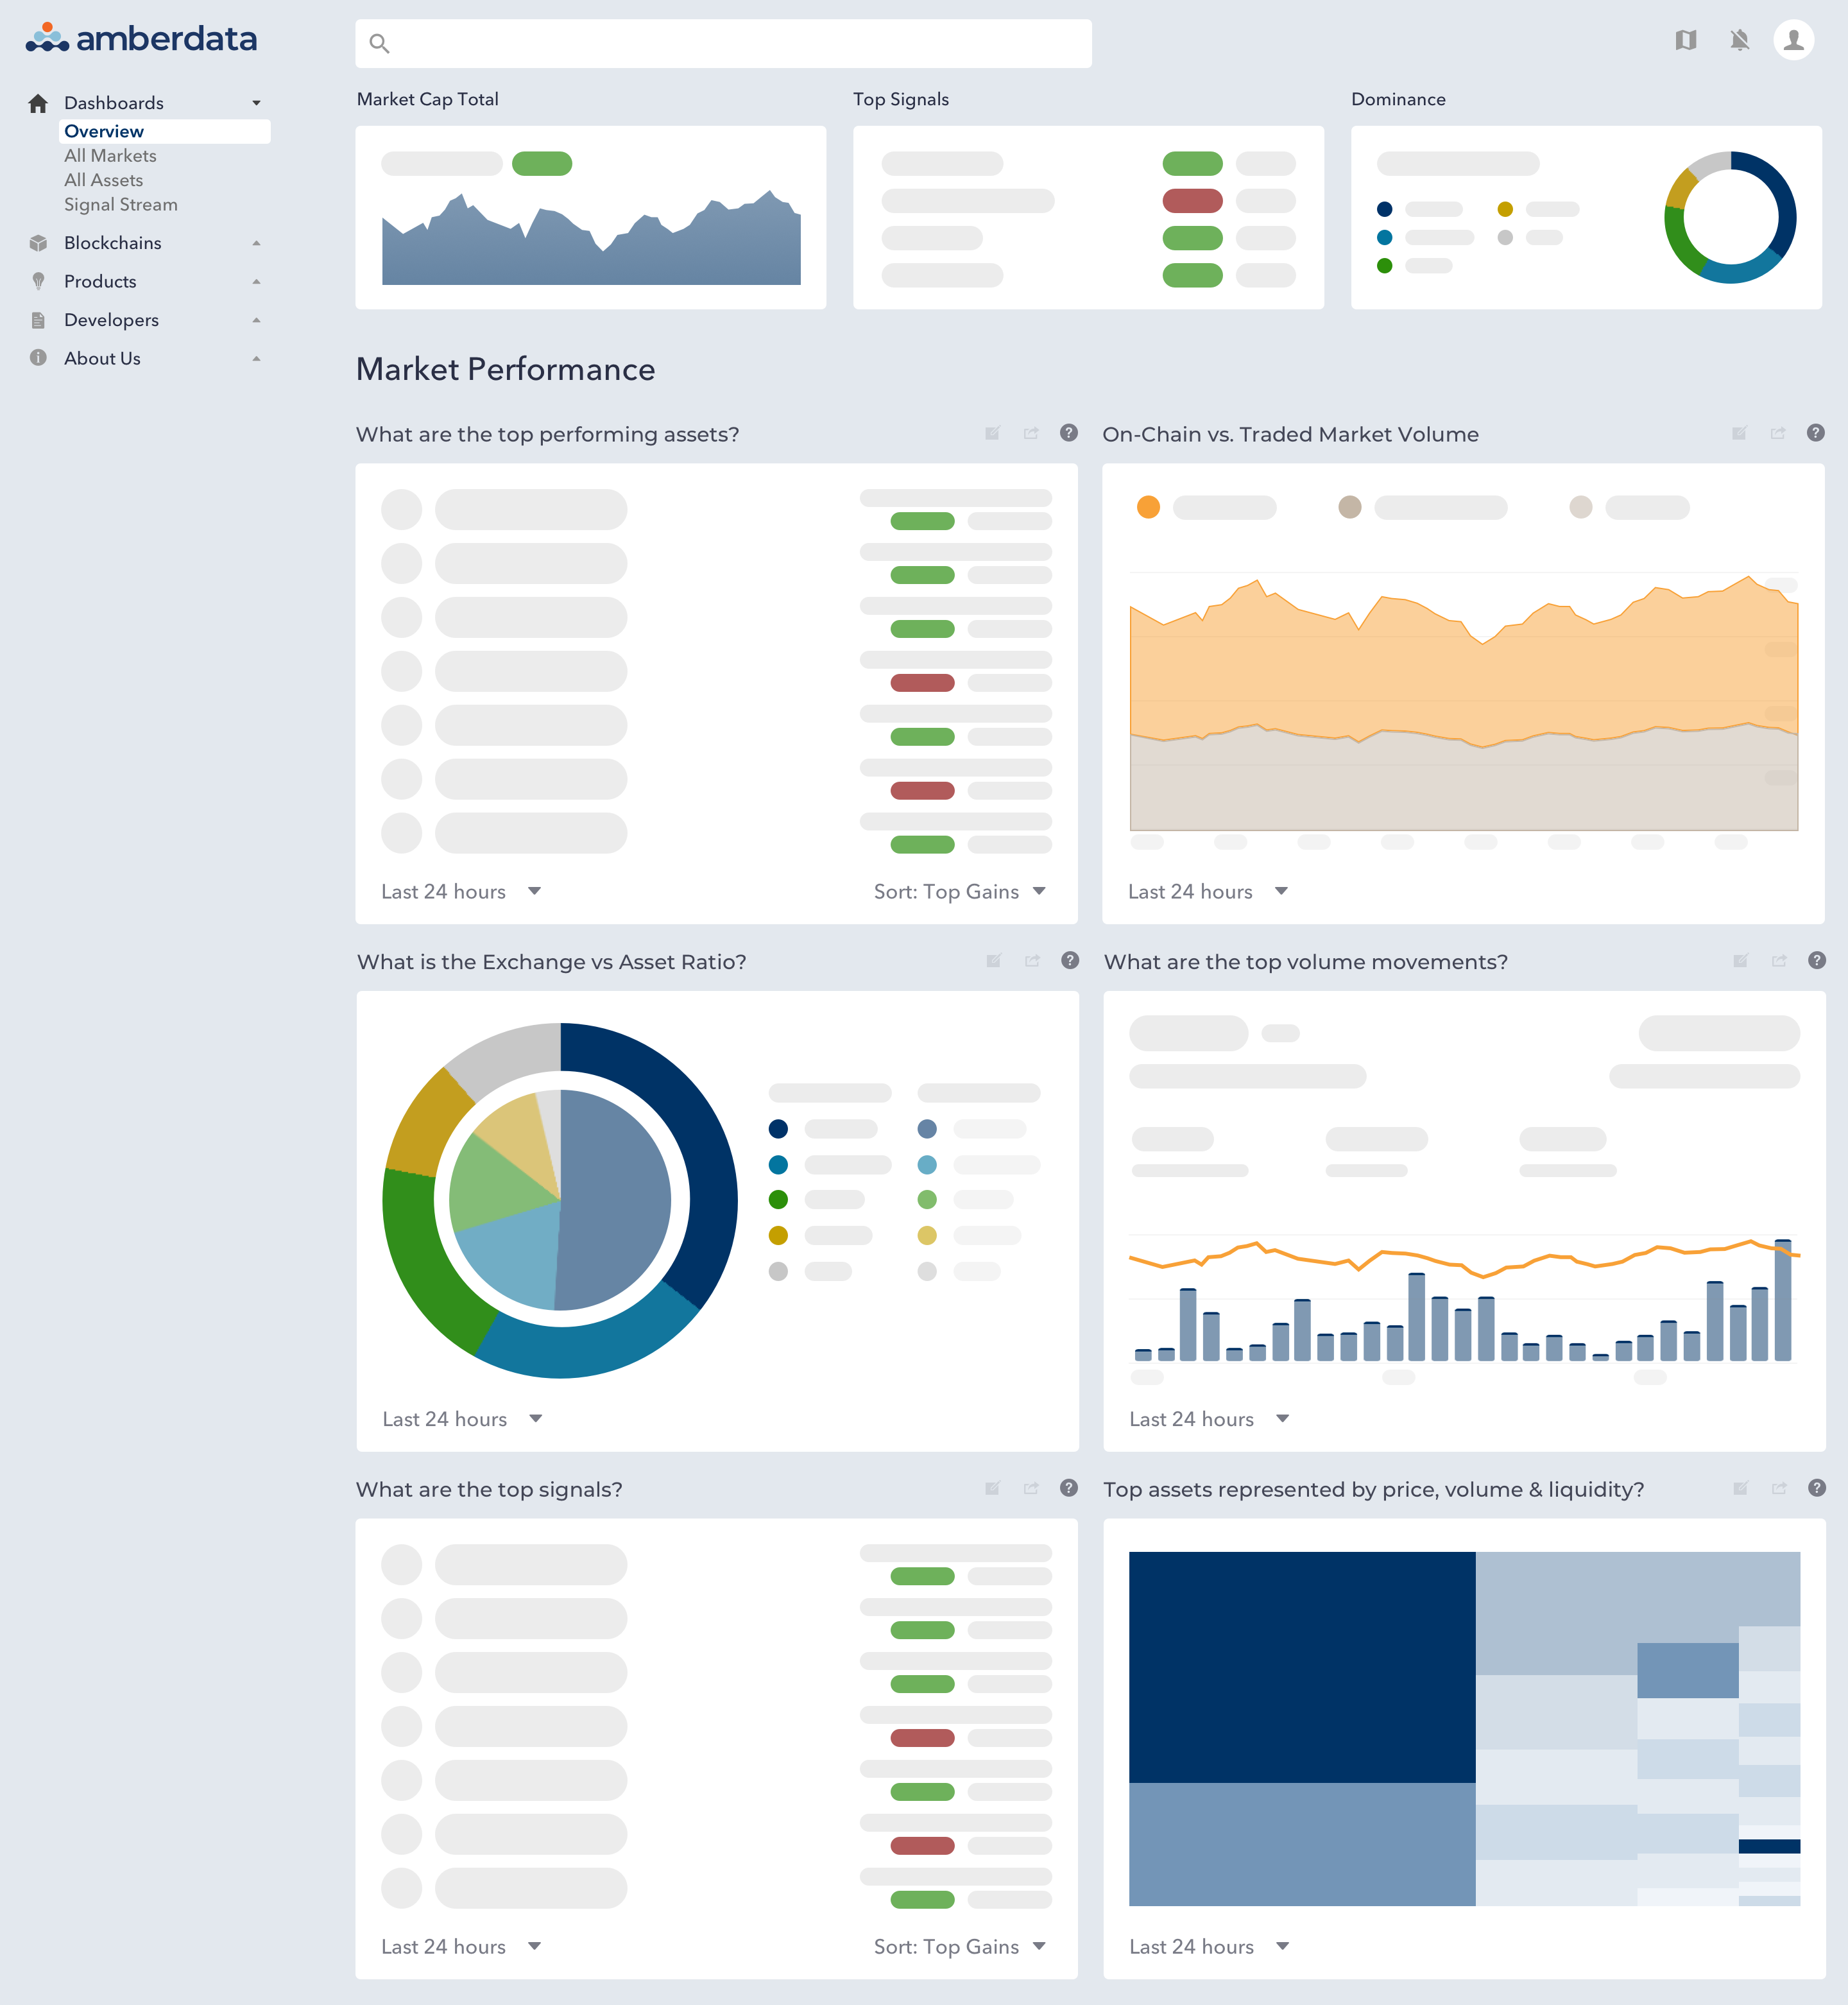 amberdata
Dashboards
Overview
All Markets
All Assets
Signal Stream
Blockchains
Products
Developers
About Us
Market Cap Total
Top Signals
Dominance
Market Performance
What are the top performing assets?
?
On-Chain vs. Traded Market Volume
?
Last 24 hours
Sort: Top Gains
Last 24 hours
What is the Exchange vs Asset Ratio?
?
What are the top volume movements?
?
Last 24 hours
Last 24 hours
What are the top signals?
?
Top assets represented by price, volume & liquidity?
?
Last 24 hours
Sort: Top Gains
Last 24 hours